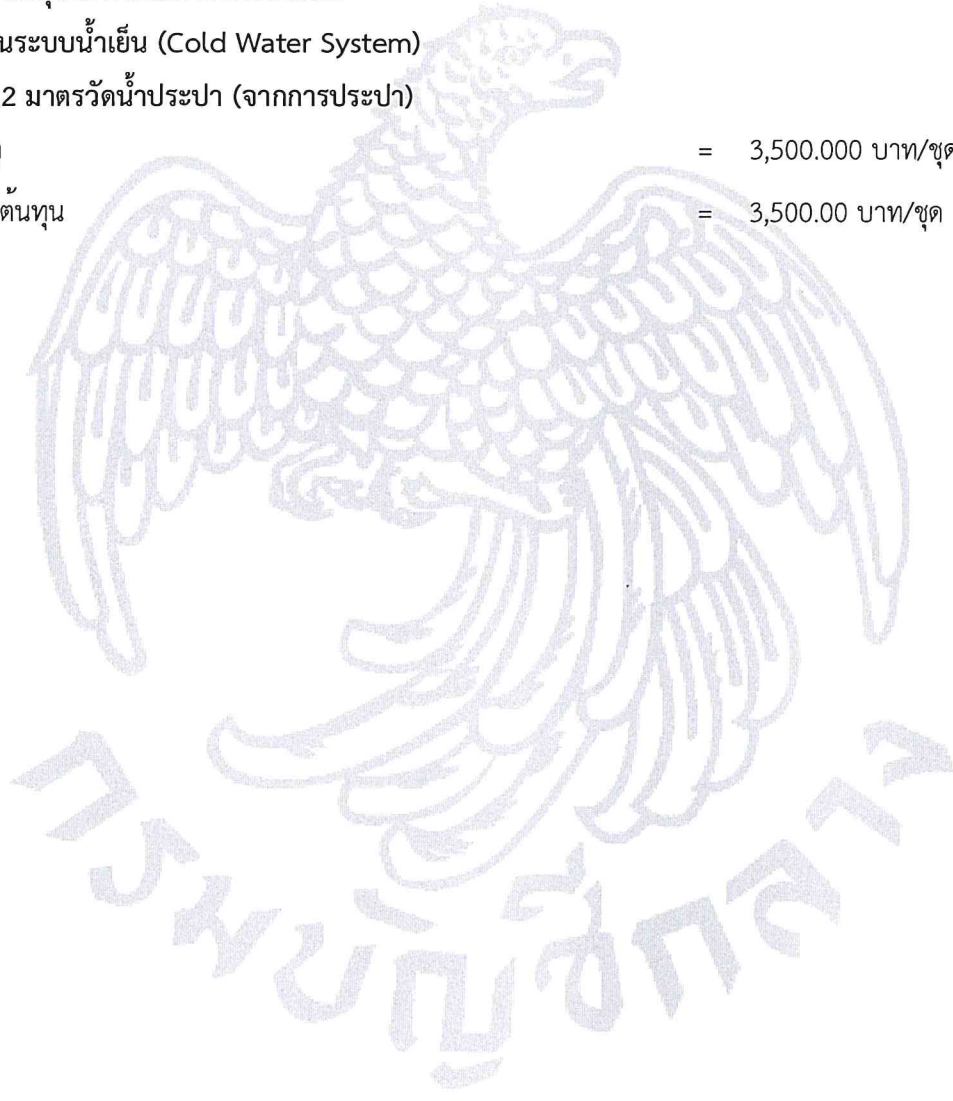 นระบบน้ำเย็น (Cold Water System)
2 มาตรวัดน้ำประปา (จากการประปา)
= 3,500.000 บาท/ชุด
ต้นทุน = 3,500.00 บาท/ชุด
กรมบัญชีกลาง